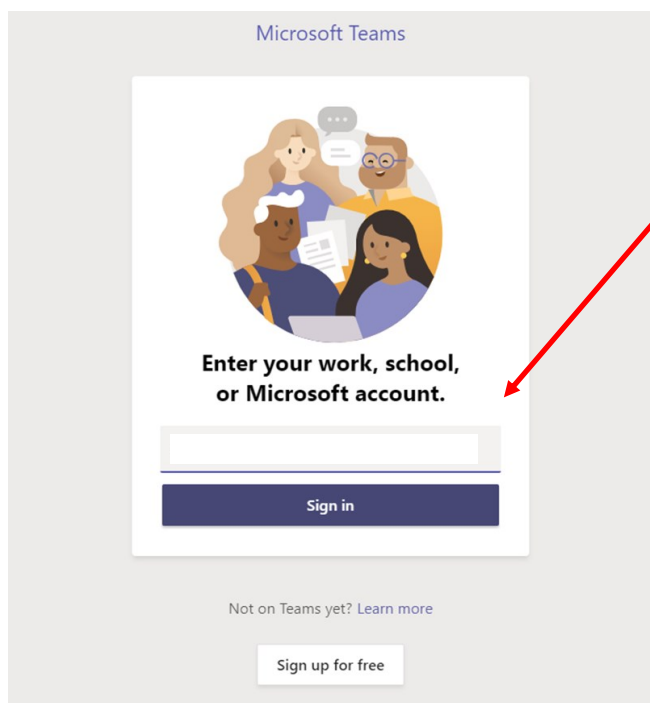 Microsoft Teams
Enter your work, school,
or Microsoft account.
Sign in
Not on Teams yet? Learn more
Sign up for free